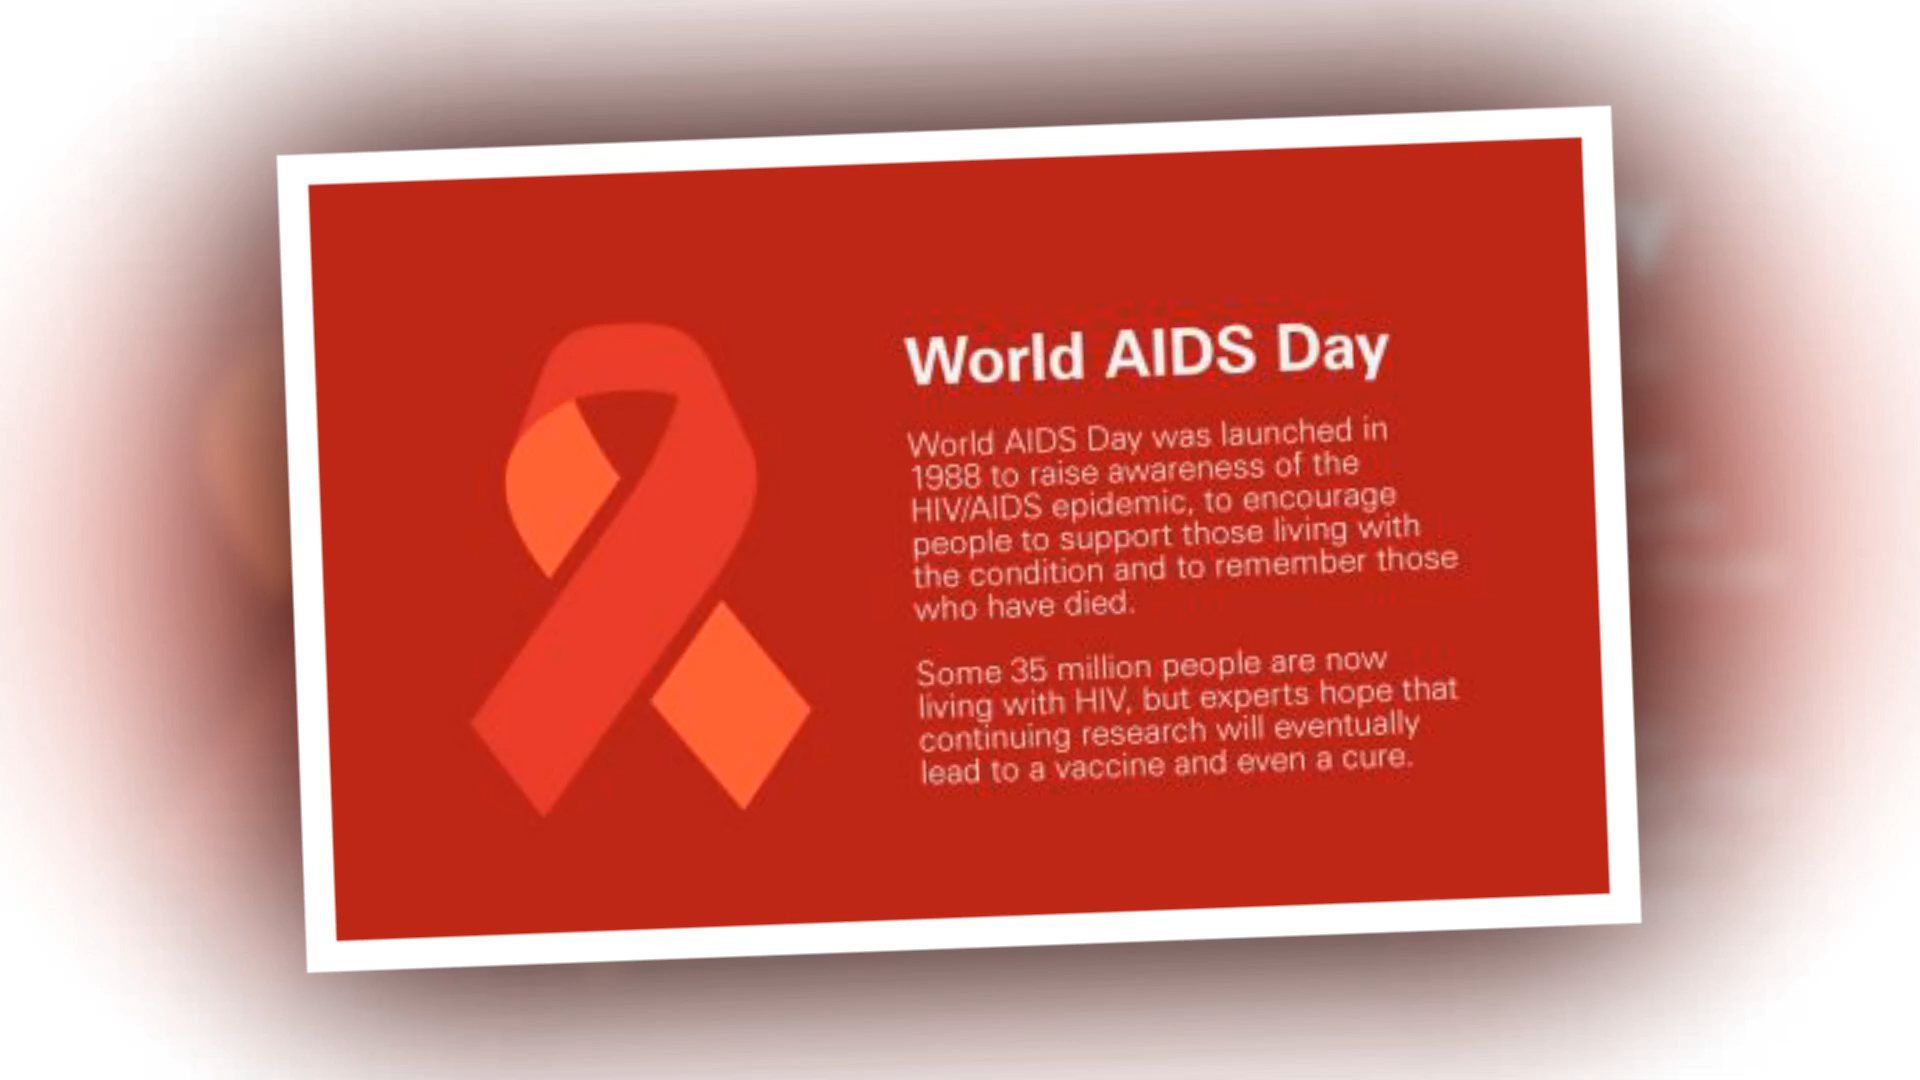 World AIDS Day
World AIDS Day was launched in
1988 to raise awareness of the
HIV/AIDS epidemic, to encourage
people to support those living with
the condition and to remember those
who have died.
Some 35 million people are now
living with HIV, but experts hope that
continuing research will eventually
lead to a vaccine and even a cure.